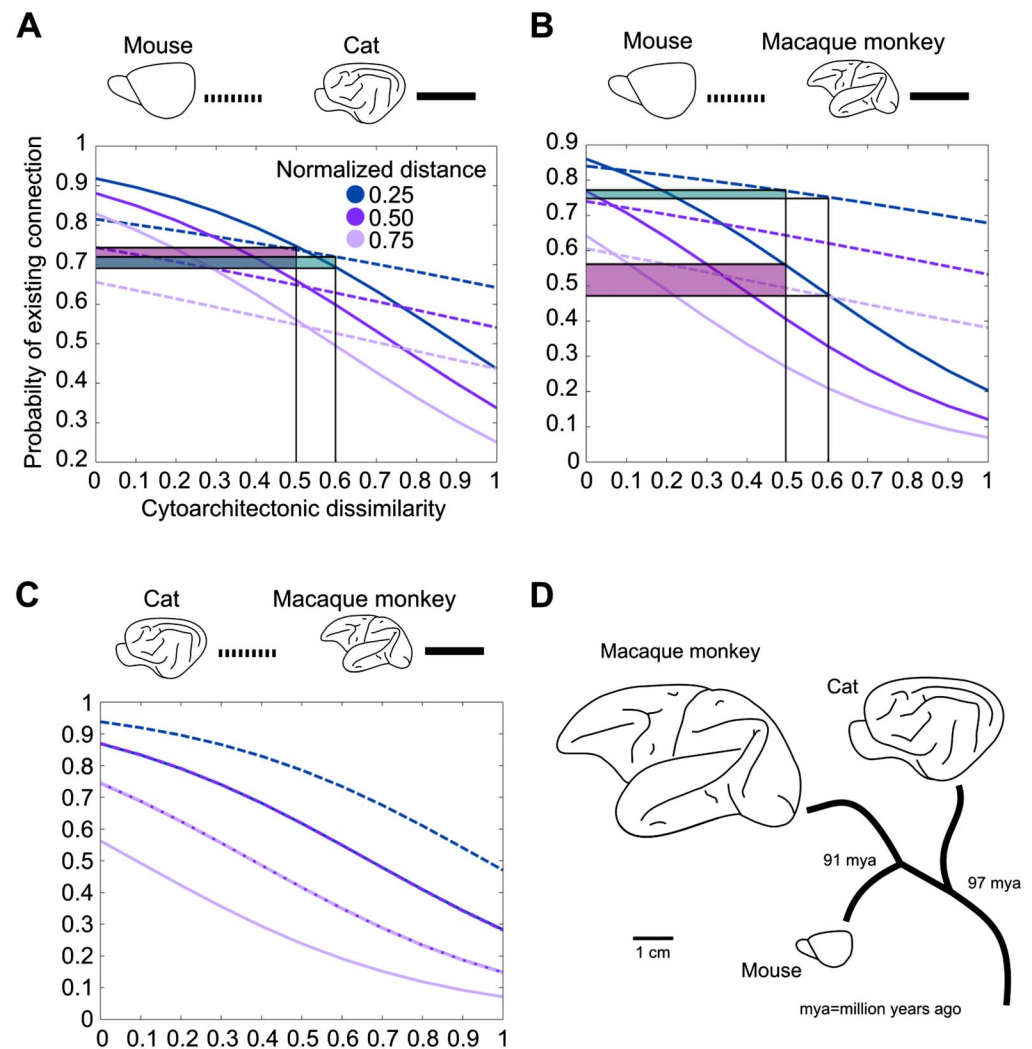 A
B
Mouse
Cat
Mouse
Macaque monkey
Probabilty of existing connection
1
0.9
0.8
0.7
0.6
0.5
0.4
0.3
0.2
Normalized distance
0.25
0.50
0.75
0 0.1 0.2 0.3 0.4 0.5 0.6 0.7 0.8 0.9 1
Cytoarchitectonic dissimilarity
0.9
0.8
0.7
0.6
0.5
0.4
0.3
0.2
0.1
0
0 0.1 0.2 0.3 0.4 0.5 0.6 0.7 0.8 0.9 1
C
Cat
Macaque monkey
1
0.9
0.8
0.7
0.6
0.5
0.4
0.3
0.2
0.1
0
0 0.1 0.2 0.3 0.4 0.5 0.6 0.7 0.8 0.9 1
D
Macaque monkey
Cat
91 mya
97 mya
1 cm
Mouse
mya=million years ago